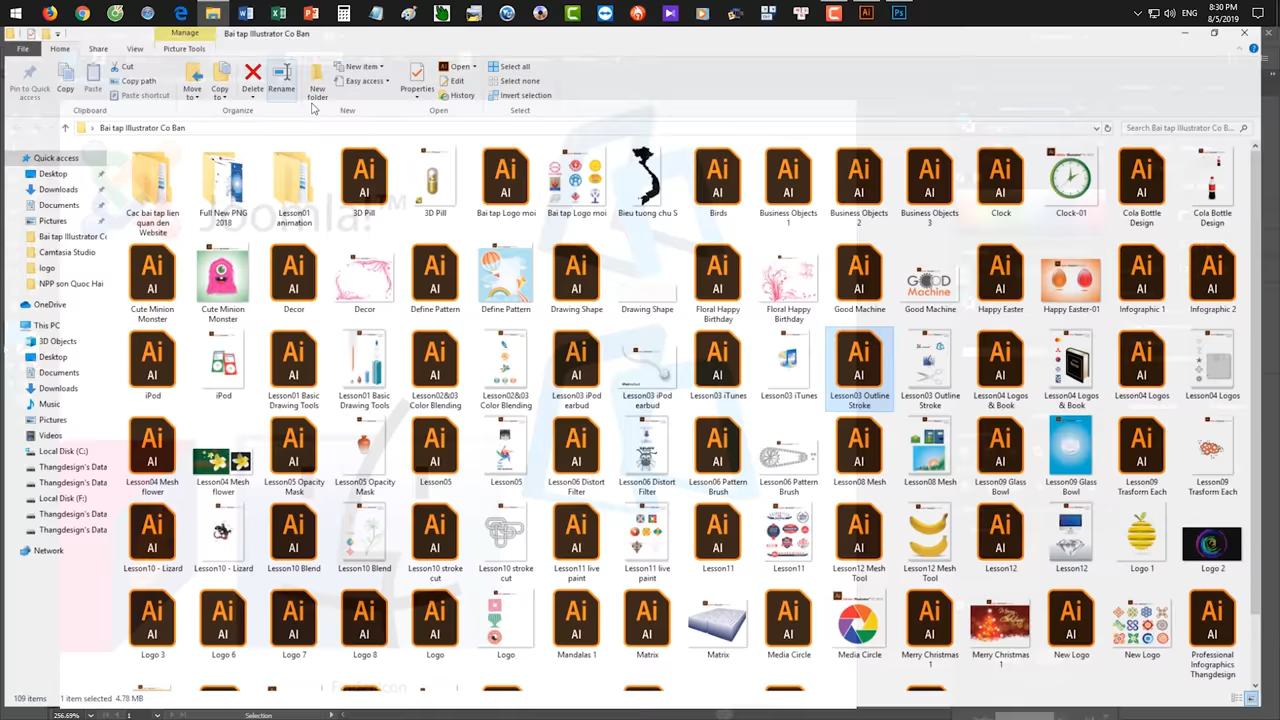 8:30 PM
ENG
8/5/2019
Manage
Bai tap Illustrator Co Ban
File
Home
Share
View
Picture Tools
Pin to Quick access
Copy
Paste
Cut
Copy path
Paste shortcut
Move to
Copy to
Delete
Rename
New folder
New item
Easy access
Properties
Open
Edit
History
Select all
Select none
Invert selection
Clipboard
Organize
New
Open
Select
Bai tap Illustrator Co Ban
Search Bai tap Illustrator Co B...
Quick access
Desktop
Downloads
Documents
Pictures
Bai tap Illustrator Co
Camtasia Studio
logo
NPP son Quoc Hai
OneDrive
This PC
3D Objects
Desktop
Documents
Downloads
Music
Pictures
Videos
Local Disk (C:)
Thangdesign's Data
Thangdesign's Data
Local Disk (F:)
Thangdesign's Data
Thangdesign's Data
Network
Joomla!™
Cac bai tap lien quan den Website
Full New PNG 2018
Lesson01 animation
3D Pill
3D Pill
Bai tap Logo moi
Bai tap Logo moi
Bieu tuong chu S
Birds
Business Objects 1
Business Objects 2
Business Objects 3
Clock
Clock-01
Cola Bottle Design
Cola Bottle Design
Cute Minion Monster
Cute Minion Monster
Decor
Decor
Define Pattern
Define Pattern
Drawing Shape
Drawing Shape
Floral Happy Birthday
Floral Happy Birthday
Good Machine
Good Machine
Happy Easter
Happy Easter-01
Infographic 1
Infographic 2
iPod
iPod
Lesson01 Basic Drawing Tools
Lesson01 Basic Drawing Tools
Lesson02&03 Color Blending
Lesson02&03 Color Blending
Lesson03 iPod earbud
Lesson03 iPod earbud
Lesson03 iTunes
Lesson03 iTunes
Lesson03 Outline Stroke
Lesson03 Outline Stroke
Lesson04 Logos & Book
Lesson04 Logos & Book
Lesson04 Logos
Lesson04 Logos
Lesson04 Mesh flower
Lesson04 Mesh flower
Lesson05 Opacity Mask
Lesson05 Opacity Mask
Lesson05
Lesson05
Lesson06 Distort Filter
Lesson06 Distort Filter
Lesson06 Pattern Brush
Lesson06 Pattern Brush
Lesson08 Mesh
Lesson08 Mesh
Lesson09 Glass Bowl
Lesson09 Glass Bowl
Lesson09 Trasform Each
Lesson09 Trasform Each
Lesson10 - Lizard
Lesson10 - Lizard
Lesson10 Blend
Lesson10 Blend
Lesson10 stroke cut
Lesson10 stroke cut
Lesson11 live paint
Lesson11 live paint
Lesson11
Lesson11
Lesson12 Mesh Tool
Lesson12 Mesh Tool
Lesson12
Lesson12
Logo 1
Logo 2
Logo 3
Logo 6
Logo 7
Logo 8
Logo
Logo
Mandalas 1
Matrix
Matrix
Media Circle
Media Circle
Merry Christmas 1
Merry Christmas 1
New Logo
New Logo
Professional Infographics Thangdesign
109 items
1 item selected 4.78 MB
256.69%
1
Selection